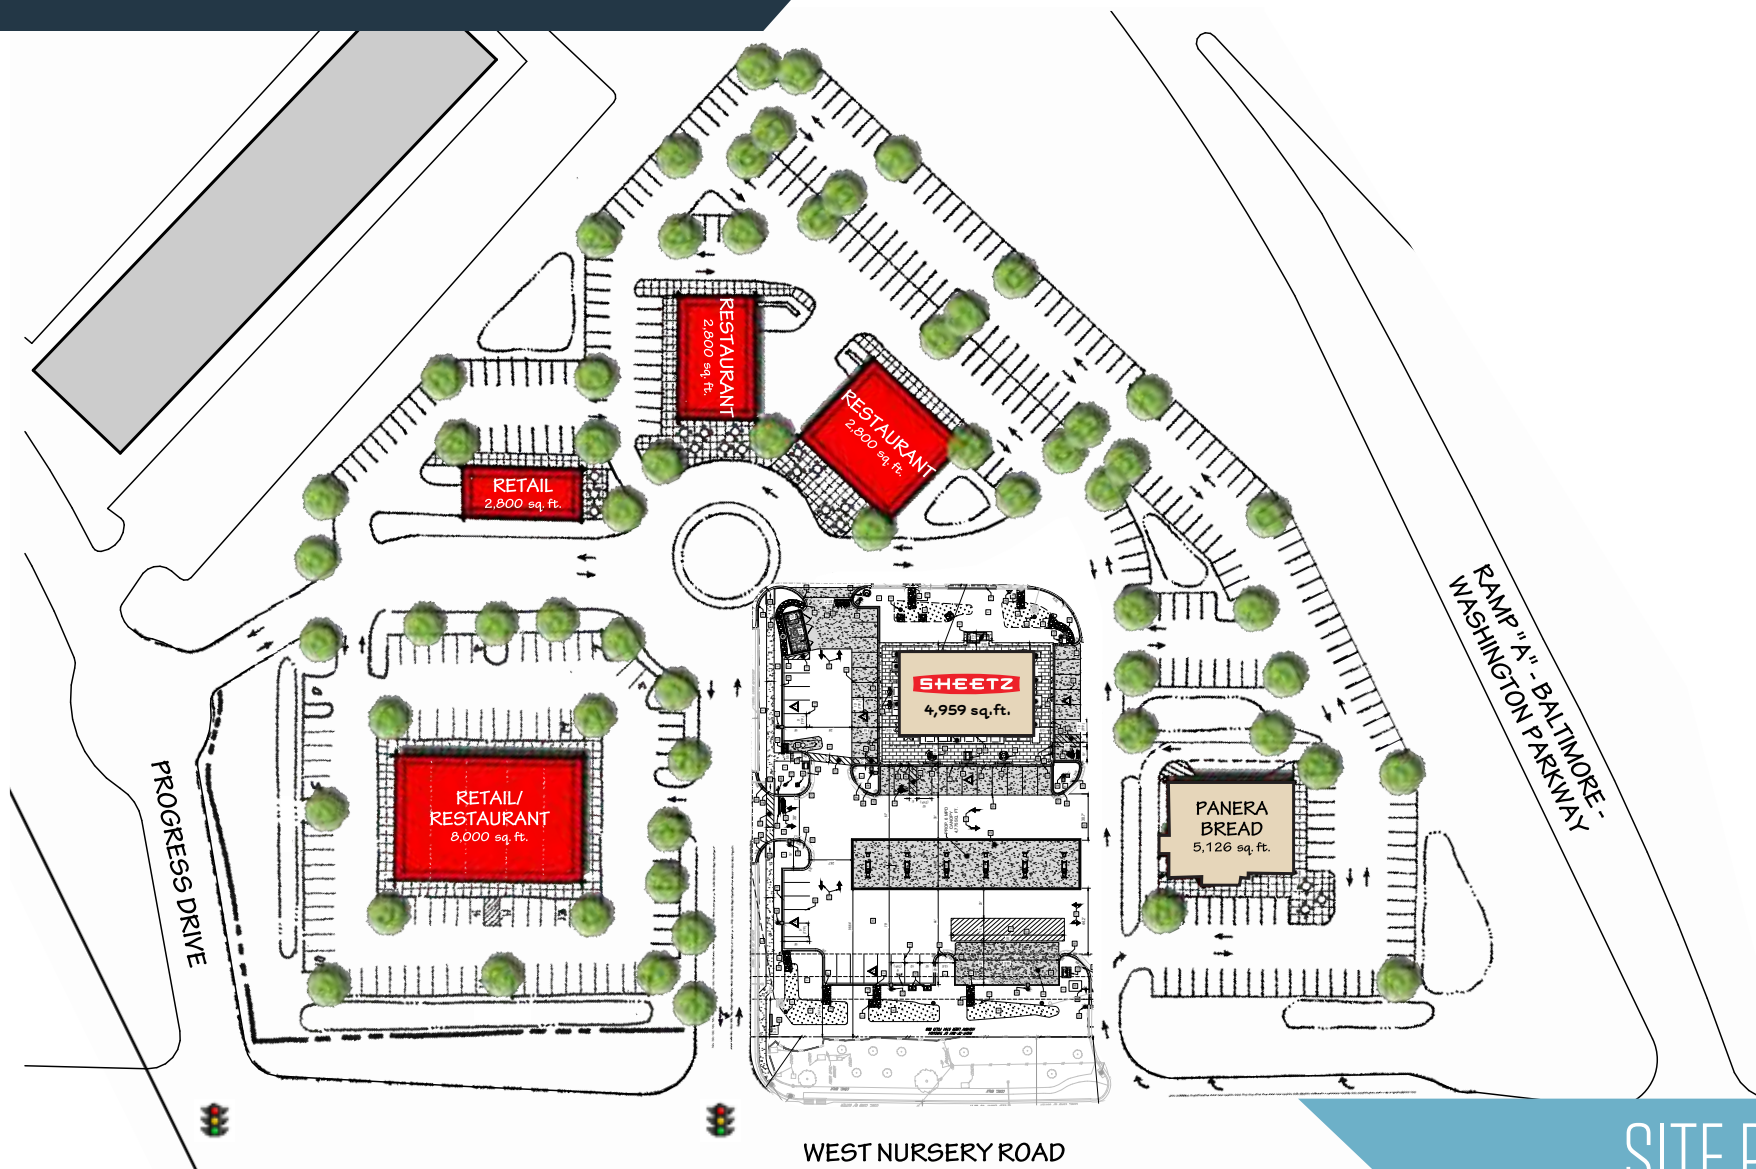 RESTAURANT
2,800 sq. ft.
RESTAURANT
2,800 sq. ft.
RETAIL
2,800 sq. ft.
SHEETZ
4,959 sq.ft.
RETAIL/
RESTAURANT
8,000 sq. ft.
PANERA
BREAD
5,126 sq. ft.
RAMP "A" - BALTIMORE -
WASHINGTON PARKWAY
PROGRESS DRIVE
WEST NURSERY ROAD
SITE